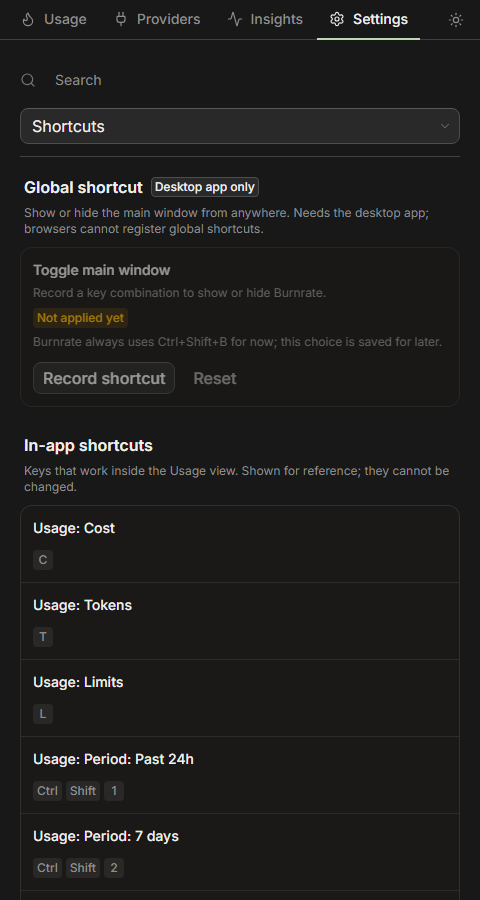 Usage
Providers
Insights
Settings
Search
Shortcuts
Global shortcut
Desktop app only
Show or hide the main window from anywhere. Needs the desktop app;
browsers cannot register global shortcuts.
Toggle main window
Record a key combination to show or hide Burnrate.
Not applied yet
Burnrate always uses Ctrl+Shift+B for now; this choice is saved for later.
Record shortcut
Reset
In-app shortcuts
Keys that work inside the Usage view. Shown for reference; they cannot be
changed.
Usage: Cost
C
Usage: Tokens
T
Usage: Limits
L
Usage: Period: Past 24h
Ctrl Shift 1
Usage: Period: 7 days
Ctrl Shift 2